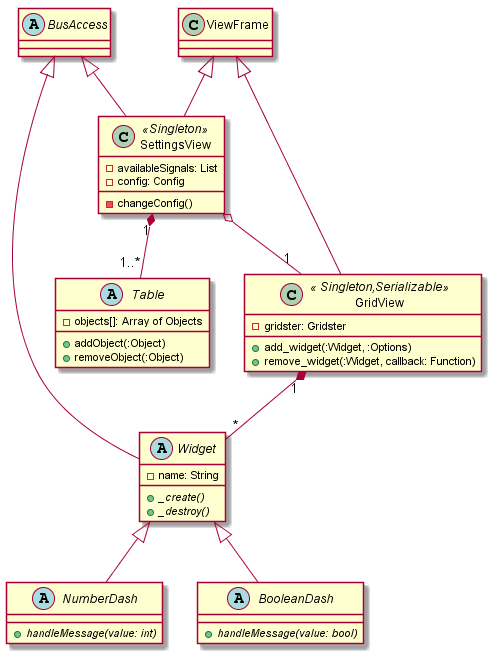 A BusAccess
C ViewFrame
«Singleton»
C SettingsView
availableSignals: List
config: Config
changeConfig()
1
1..*
1
A Table
objects[]: Array of Objects
addObject(:Object)
removeObject(:Object)
« Singleton,Serializable»
C GridView
gridster: Gridster
add_widget(:Widget, :Options)
remove_widget(:Widget, callback: Function)
1
*
A Widget
name: String
_create()
_destroy()
A NumberDash
handleMessage(value: int)
A BooleanDash
handleMessage(value: bool)